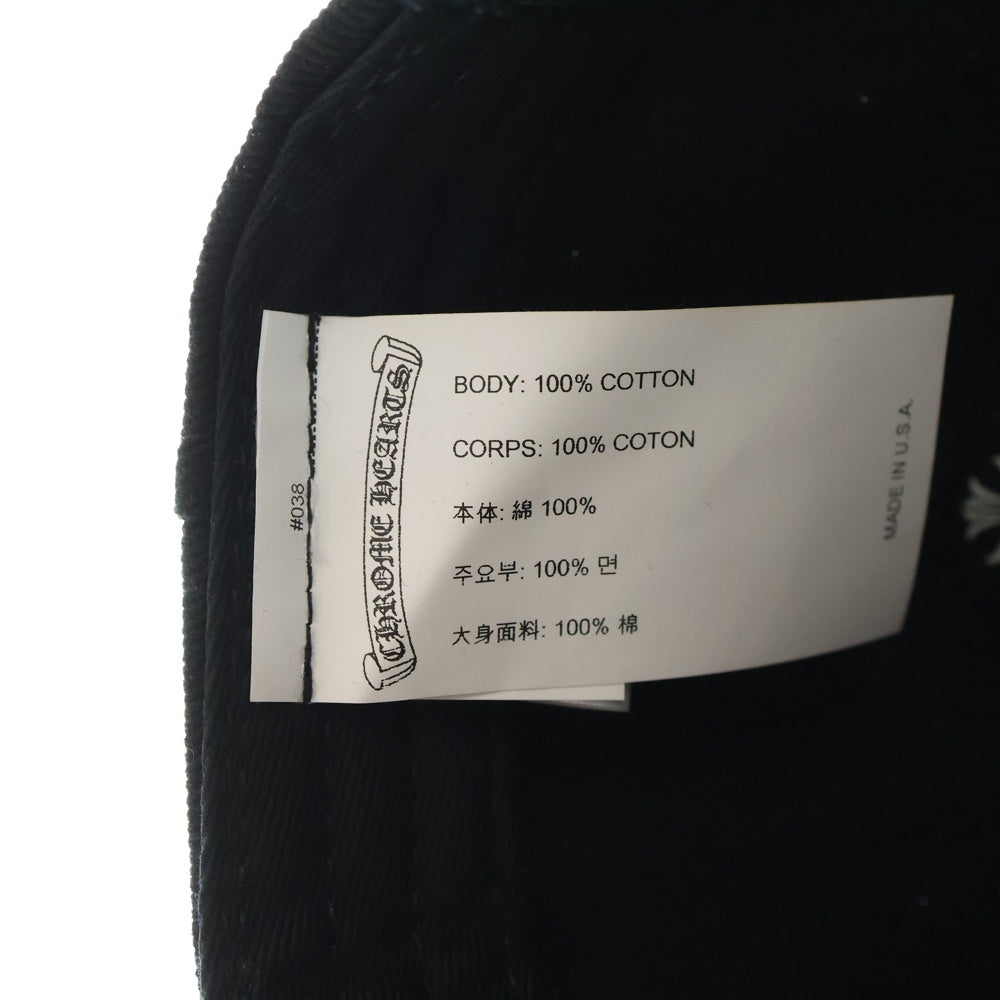 #038
CHROME HEARTS
BODY: 100% COTTON
CORPS: 100% COTON
本体: 綿 100%
주요부: 100% 면
大身面料: 100% 棉
MADE IN U.S.A.